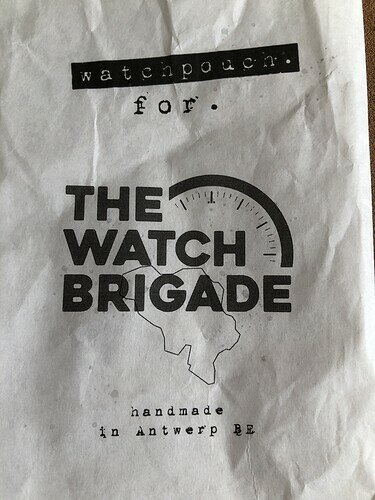 watchpouch.
for.
THE
WATCH
BRIGADE
handmade
in Antwerp BE